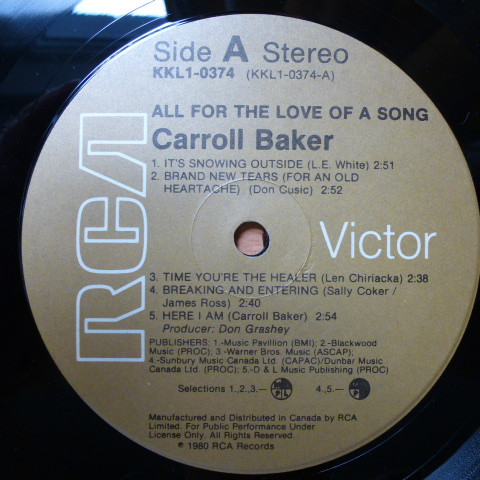 Side A Stereo
KKL1-0374 (KKL1-0374-A)
ALL FOR THE LOVE OF A SONG
Carroll Baker
1. IT'S SNOWING OUTSIDE (L.E. White) 2:51
2. BRAND NEW TEARS (FOR AN OLD
HEARTACHE) (Don Cusic) 2:52
RCA
Victor
3. TIME YOU'RE THE HEALER (Len Chiriacka) 2:38
4. BREAKING AND ENTERING (Sally Coker /
James Ross) 2:40
5. HERE I AM (Carroll Baker) 2:54
Producer: Don Grashey
PUBLISHERS: 1.-Music Pavillion (BMI); 2.-Blackwood
Music (PROC); 3.-Warner Bros. Music (ASCAP);
4.-Sunbury Music Canada Ltd. (CAPAC)/Dunbar Music
Canada Ltd. (PROC); 5.-D & L Music Publishing (PROC)
Selections 1.,2.,3.— 4.,5.—
Manufactured and Distributed in Canada by RCA
Limited. For Public Performance Under
License Only. All Rights Reserved.
℗ 1980 RCA Records